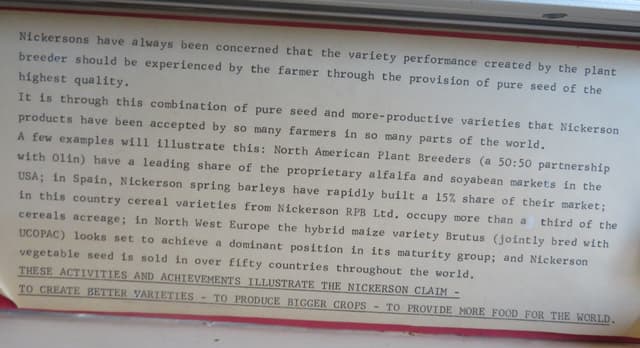 Nickersons have always been concerned that the variety performance created by the plant
breeder should be experienced by the farmer through the provision of pure seed of the
highest quality.
It is through this combination of pure seed and more-productive varieties that Nickerson
products have been accepted by so many farmers in so many parts of the world.
A few examples will illustrate this: North American Plant Breeders (a 50:50 partnership
with Olin) have a leading share of the proprietary alfalfa and soyabean markets in the
USA; in Spain, Nickerson spring barleys have rapidly built a 15% share of their market;
in this country cereal varieties from Nickerson RPB Ltd. occupy more than a third of the
cereals acreage; in North West Europe the hybrid maize variety Brutus (jointly bred with
UCOPAC) looks set to achieve a dominant position in its maturity group; and Nickerson
vegetable seed is sold in over fifty countries throughout the world.
THESE ACTIVITIES AND ACHIEVEMENTS ILLUSTRATE THE NICKERSON CLAIM -
TO CREATE BETTER VARIETIES - TO PRODUCE BIGGER CROPS - TO PROVIDE MORE FOOD FOR THE WORLD.